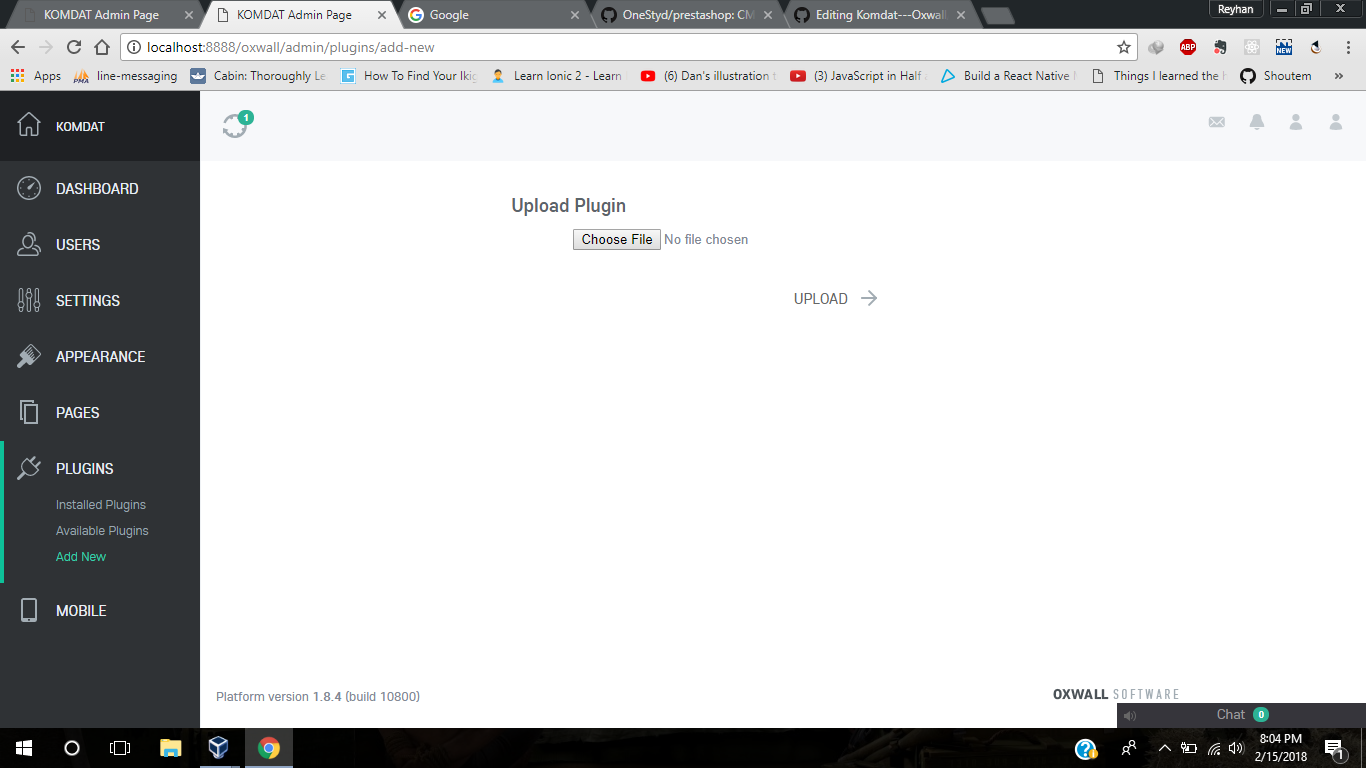 KOMDAT Admin Page
KOMDAT Admin Page
Google
OneStyd/prestashop: CM
Editing Komdat---Oxwall
Reyhan
localhost:8888/oxwall/admin/plugins/add-new
ABP
NEW
Apps
PMA
line-messaging
Cabin: Thoroughly Le
How To Find Your Ikig
Learn Ionic 2 - Learn
(6) Dan's illustration t
(3) JavaScript in Half a
Build a React Native
Things I learned the h
Shoutem
»
KOMDAT
1
DASHBOARD
USERS
SETTINGS
APPEARANCE
PAGES
PLUGINS
Installed Plugins
Available Plugins
Add New
MOBILE
Upload Plugin
Choose File No file chosen
UPLOAD
Platform version 1.8.4 (build 10800)
OXWALL SOFTWARE
Chat 0
8:04 PM
2/15/2018
1